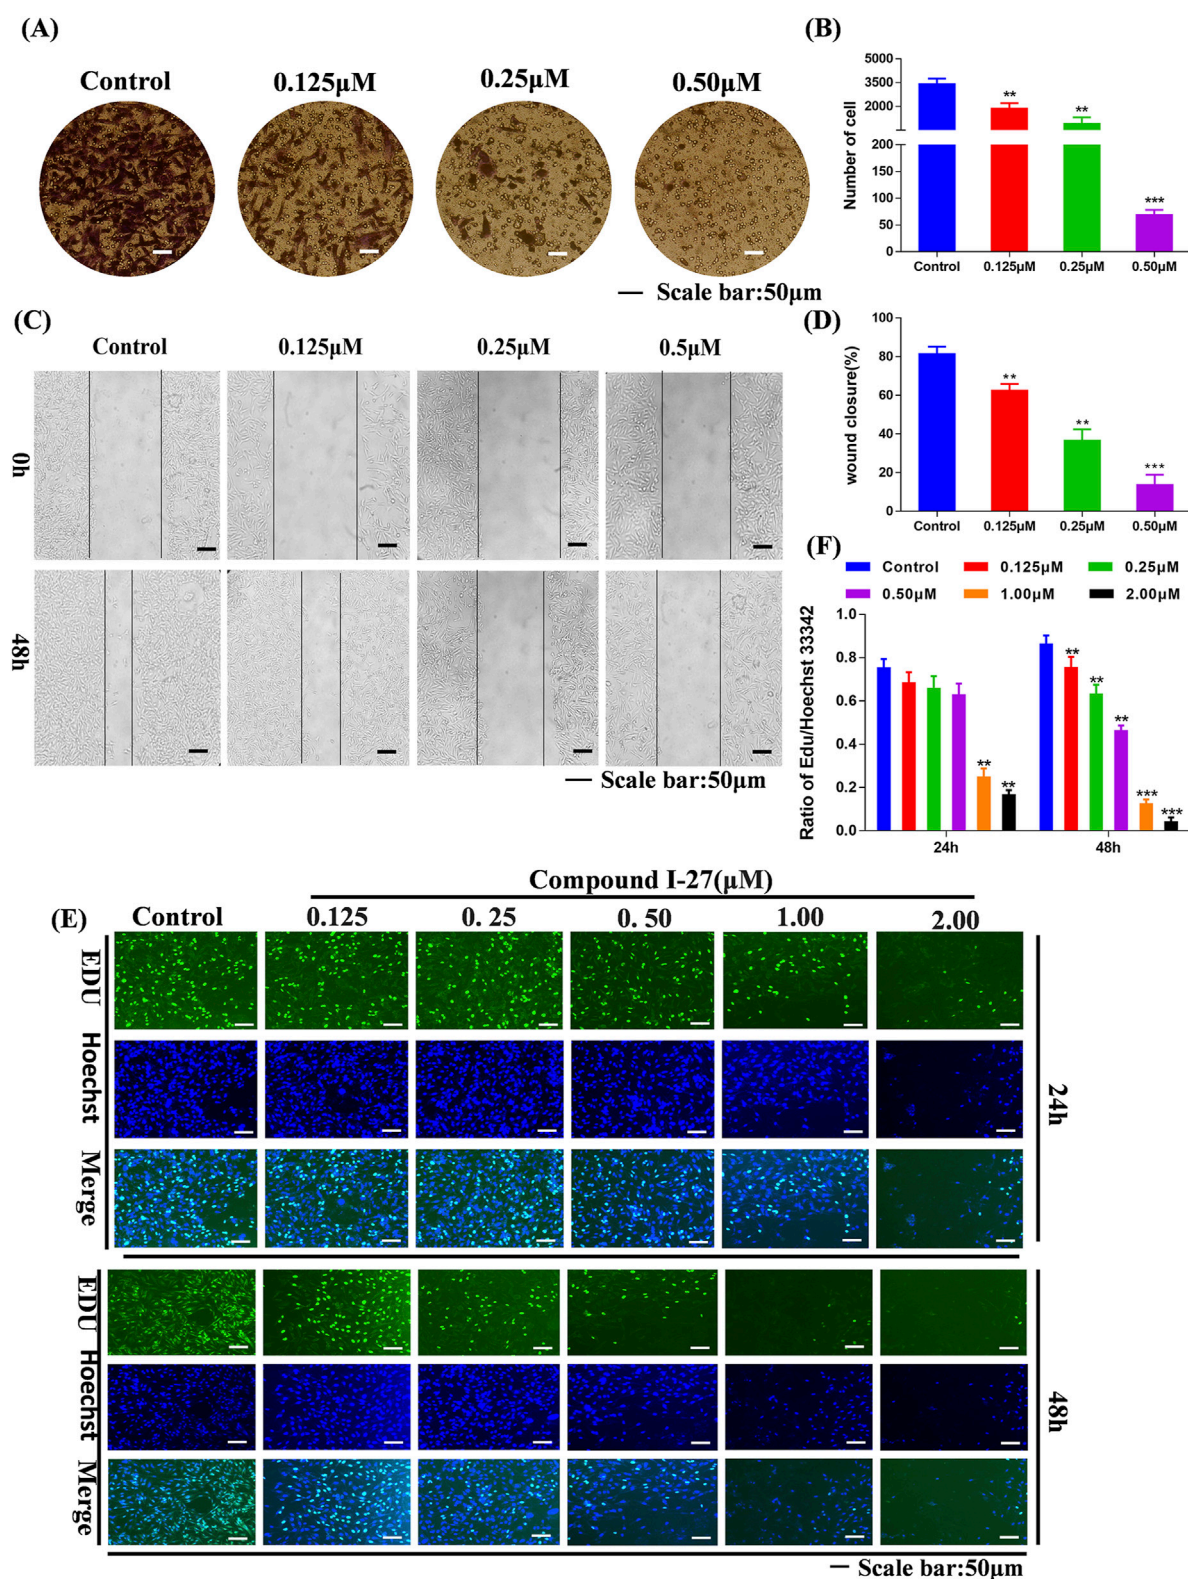 (A)
Control 0.125μM 0.25μM 0.50μM
Scale bar:50μm
(B)
Number of cell
5000
3500
2000
200
150
100
50
0
** ** ***
Control 0.125μM 0.25μM 0.50μM
(C)
Control 0.125μM 0.25μM 0.5μM
0h
48h
Scale bar:50μm
(D)
wound closure(%)
100
80
60
40
20
0
** ** ***
Control 0.125μM 0.25μM 0.50μM
(F)
Control 0.125μM 0.25μM
0.50μM 1.00μM 2.00μM
Ratio of Edu/Hoechst 33342
1.0
0.8
0.6
0.4
0.2
0.0
** ** ** ** ** *** ***
24h 48h
(E)
Compound I-27(μM)
Control 0.125 0. 25 0. 50 1.00 2.00
EDU
Hoechst
Merge
24h
EDU
Hoechst
Merge
48h
Scale bar:50μm